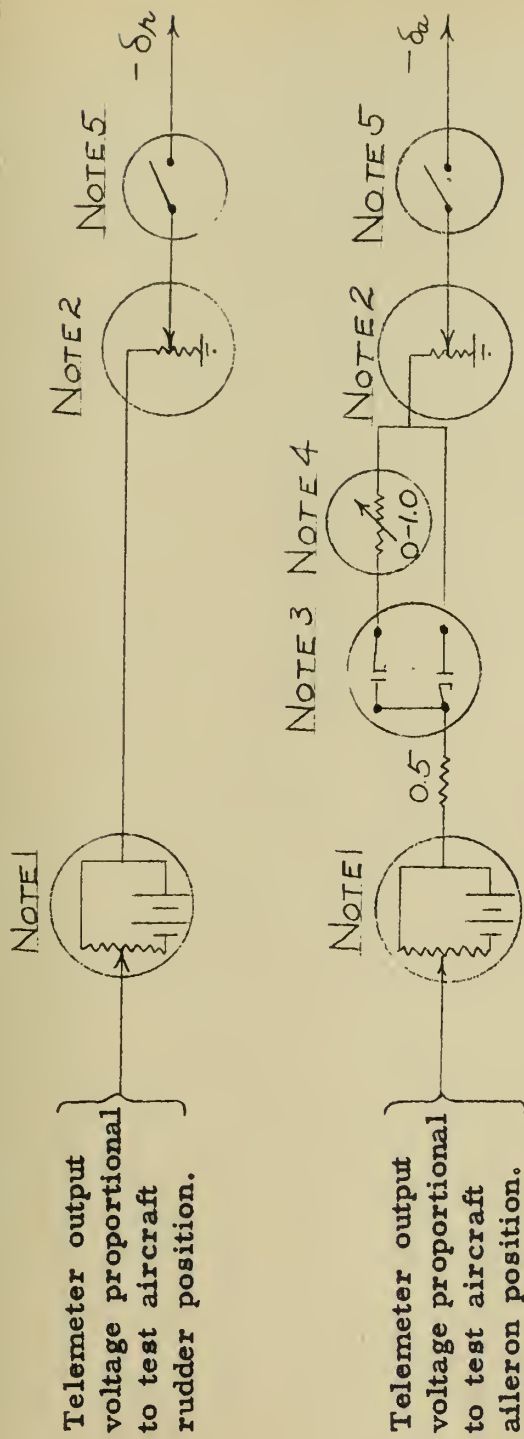 Telemeter output
voltage proportional
to test aircraft
rudder position.
NOTE 1
NOTE 2
NOTE 5
-δr
Telemeter output
voltage proportional
to test aircraft
aileron position.
NOTE 1
0.5
NOTE 3
NOTE 4
0-1.0
NOTE 2
NOTE 5
-δa